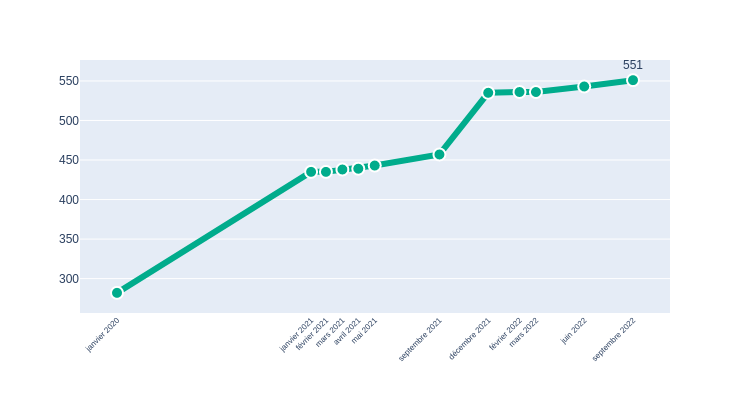 551
550
500
450
400
350
300
janvier 2020
janvier 2021
février 2021
mars 2021
avril 2021
mai 2021
septembre 2021
décembre 2021
février 2022
mars 2022
juin 2022
septembre 2022